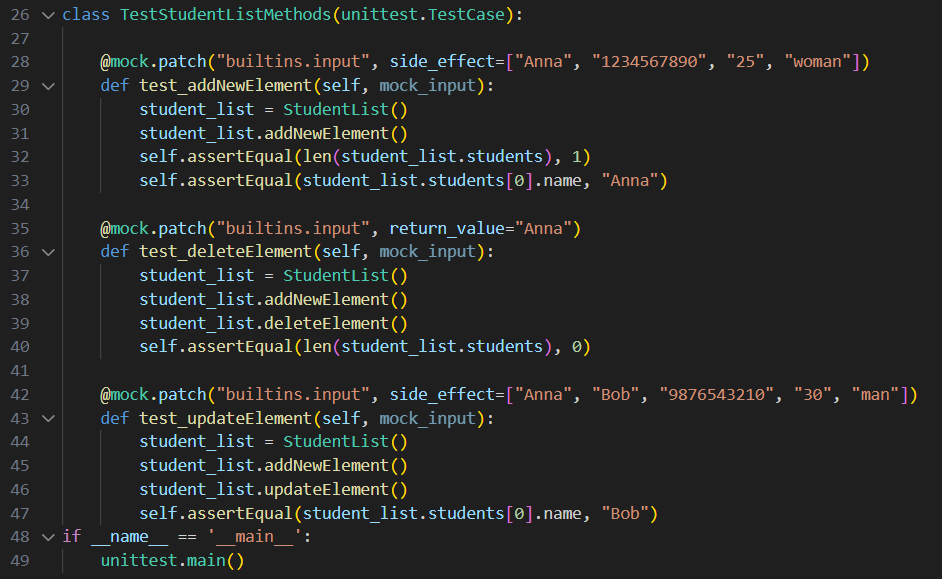 26 class TestStudentListMethods(unittest.TestCase):
27
28     @mock.patch("builtins.input", side_effect=["Anna", "1234567890", "25", "woman"])
29     def test_addNewElement(self, mock_input):
30         student_list = StudentList()
31         student_list.addNewElement()
32         self.assertEqual(len(student_list.students), 1)
33         self.assertEqual(student_list.students[0].name, "Anna")
34
35     @mock.patch("builtins.input", return_value="Anna")
36     def test_deleteElement(self, mock_input):
37         student_list = StudentList()
38         student_list.addNewElement()
39         student_list.deleteElement()
40         self.assertEqual(len(student_list.students), 0)
41
42     @mock.patch("builtins.input", side_effect=["Anna", "Bob", "9876543210", "30", "man"])
43     def test_updateElement(self, mock_input):
44         student_list = StudentList()
45         student_list.addNewElement()
46         student_list.updateElement()
47         self.assertEqual(student_list.students[0].name, "Bob")
48 if __name__ == '__main__':
49     unittest.main()